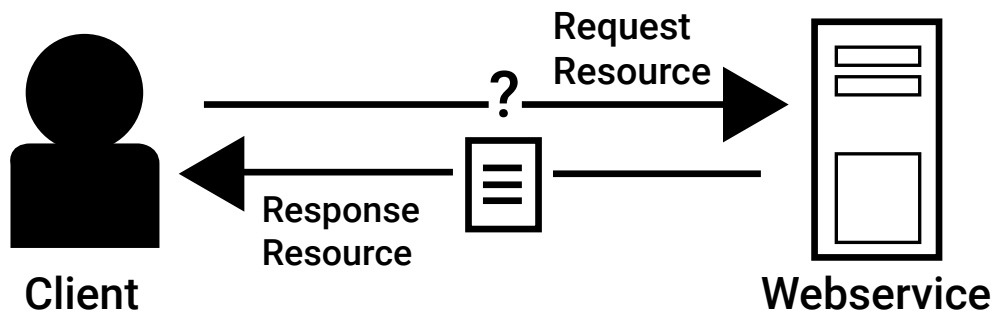 Request
Resource
?
Response
Resource
Client
Webservice